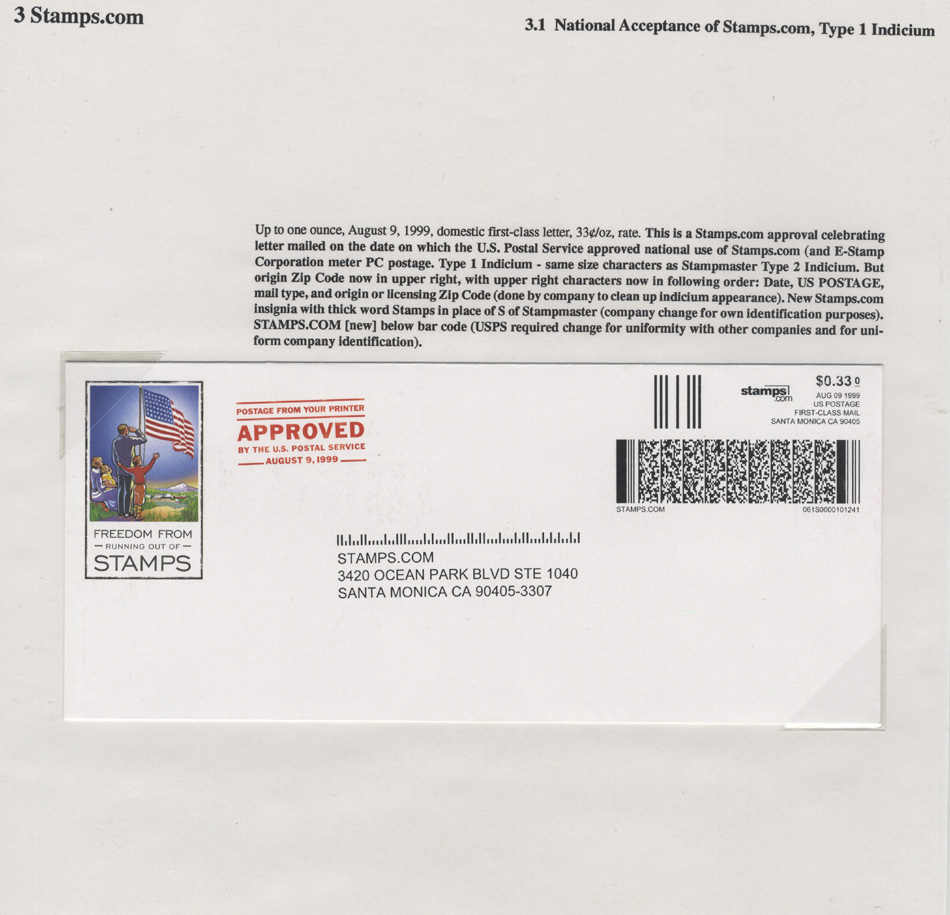 3 Stamps.com
3.1 National Acceptance of Stamps.com, Type 1 Indicium
Up to one ounce, August 9, 1999, domestic first-class letter, 33¢/oz, rate. This is a Stamps.com approval celebrating
letter mailed on the date on which the U.S. Postal Service approved national use of Stamps.com (and E-Stamp
Corporation meter PC postage. Type 1 Indicium - same size characters as Stampmaster Type 2 Indicium. But
origin Zip Code now in upper right, with upper right characters now in following order: Date, US POSTAGE,
mail type, and origin or licensing Zip Code (done by company to clean up indicium appearance). New Stamps.com
insignia with thick word Stamps in place of S of Stampmaster (company change for own identification purposes).
STAMPS.COM [new] below bar code (USPS required change for uniformity with other companies and for uni-
form company identification).
FREEDOM FROM
— RUNNING OUT OF —
STAMPS
POSTAGE FROM YOUR PRINTER
APPROVED
BY THE U.S. POSTAL SERVICE
AUGUST 9, 1999
stamps
.com
$0.33 0
AUG 09 1999
US POSTAGE
FIRST-CLASS MAIL
SANTA MONICA CA 90405
STAMPS.COM 061S0000101241
STAMPS.COM
3420 OCEAN PARK BLVD STE 1040
SANTA MONICA CA 90405-3307